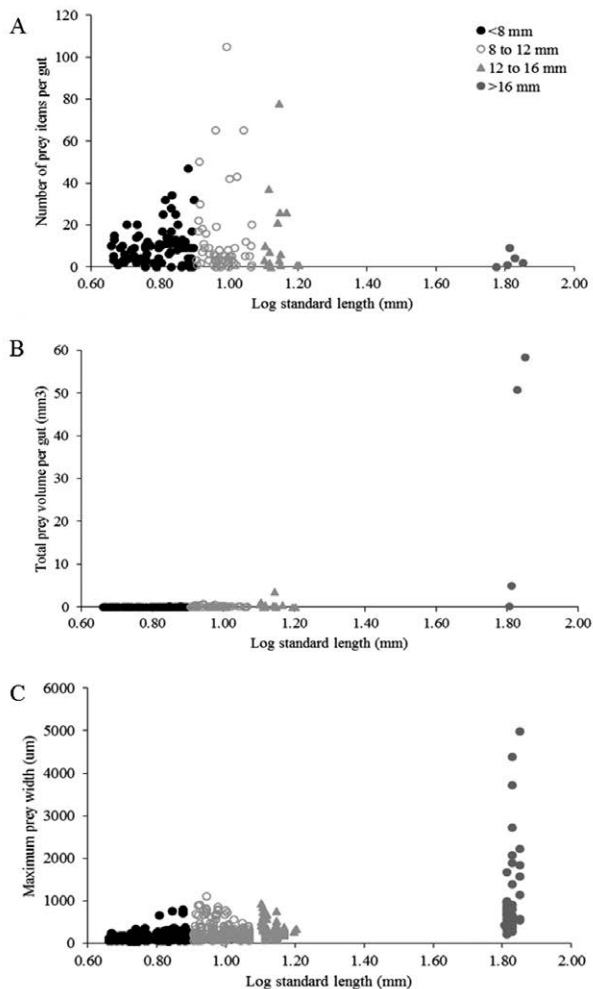 A
120
100
80
60
40
20
0
Number of prey items per gut
<8 mm
8 to 12 mm
12 to 16 mm
>16 mm
0.60 0.80 1.00 1.20 1.40 1.60 1.80 2.00
Log standard length (mm)
B
60
50
40
30
20
10
0
Total prey volume per gut (mm3)
0.60 0.80 1.00 1.20 1.40 1.60 1.80 2.00
Log standard length (mm)
C
6000
5000
4000
3000
2000
1000
0
Maximum prey width (um)
0.60 0.80 1.00 1.20 1.40 1.60 1.80 2.00
Log standard length (mm)